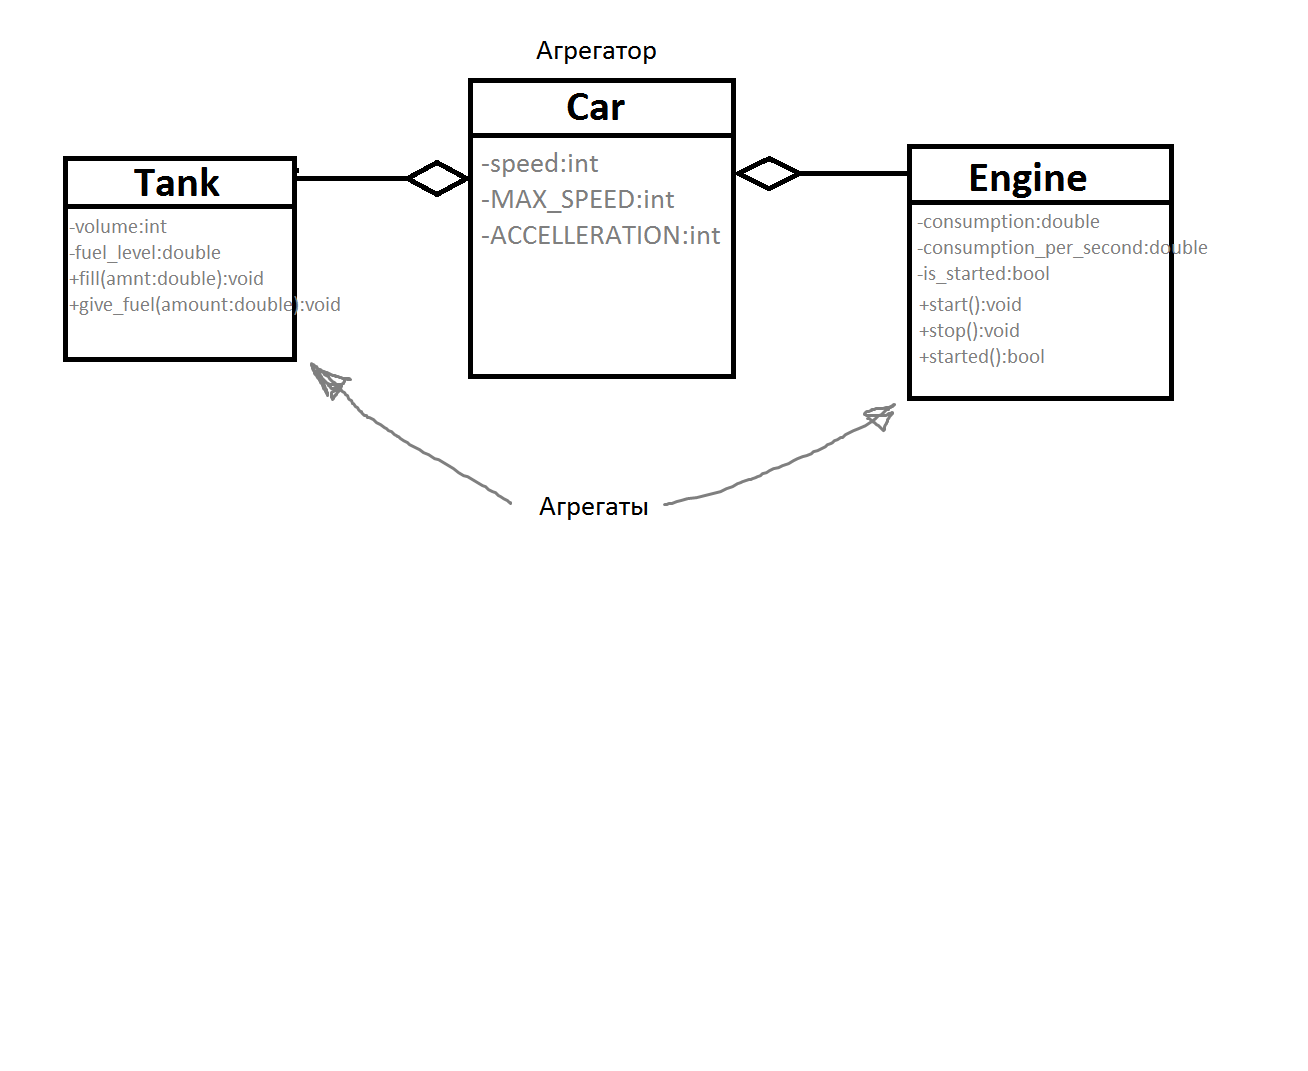 Агрегатор
Car
-speed:int
-MAX_SPEED:int
-ACCELLERATION:int
Tank
-volume:int
-fuel_level:double
+fill(amnt:double):void
+give_fuel(amount:double):void
Engine
-consumption:double
-consumption_per_second:double
-is_started:bool
+start():void
+stop():void
+started():bool
Агрегаты